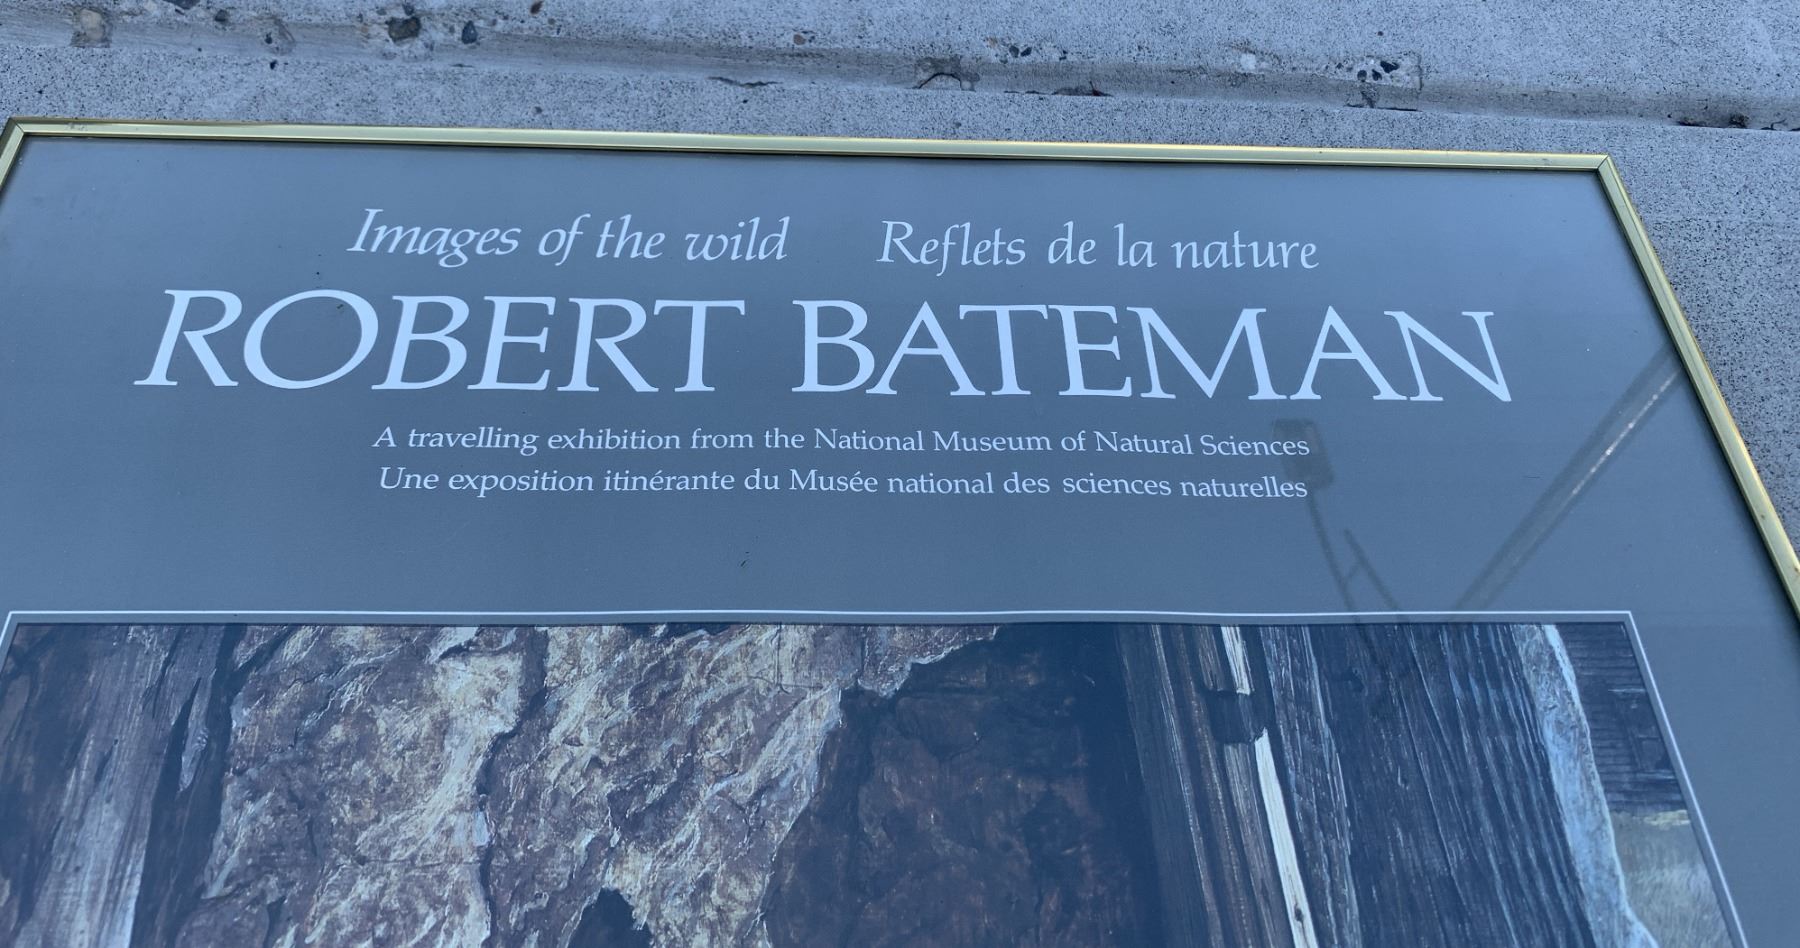 Images of the wild Reflets de la nature
ROBERT BATEMAN
A travelling exhibition from the National Museum of Natural Sciences
Une exposition itinérante du Musée national des sciences naturelles